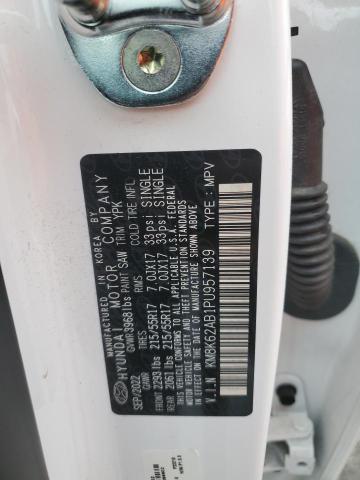 MANUFACTURED IN KOREA BY
HYUNDAI MOTOR COMPANY
SEP/2022 GVWR 3968 lbs PAINT SAW TRIM YPK
GAWR TIRES RIMS COLD TIRE INFL
FRONT 2293 lbs 215/55R17 7.0JX17 33psi SINGLE
REAR 2061 lbs 215/55R17 7.0JX17 33psi SINGLE
THIS VEHICLE CONFORMS TO ALL APPLICABLE U.S.A. FEDERAL
MOTOR VEHICLE SAFETY, BUMPER, AND THEFT PREVENTION STANDARDS
IN EFFECT ON THE DATE OF MANUFACTURE SHOWN ABOVE.
V.I.N : KM8K62AB1PU957139 TYPE : MPV